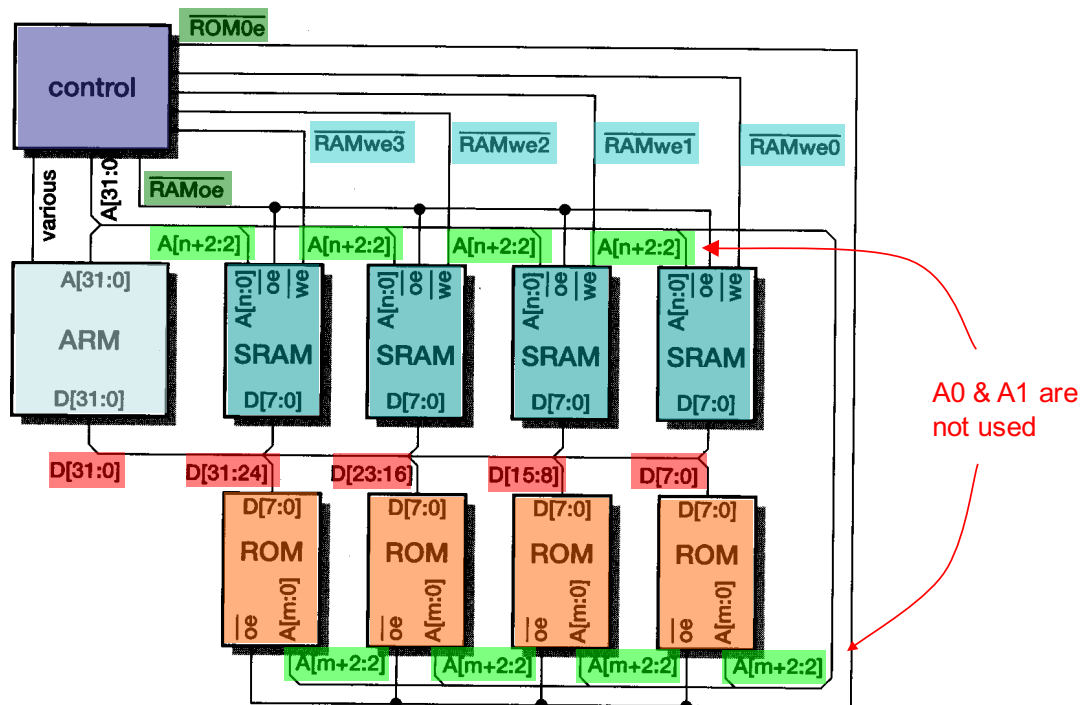 ROM0e
control
RAMwe3
RAMwe2
RAMwe1
RAMwe0
various
A[31:0]
RAMoe
A[n+2:2]
A[n+2:2]
A[n+2:2]
A[n+2:2]
A[31:0]
ARM
D[31:0]
A[n:0]
oe
we
SRAM
D[7:0]
A[n:0]
oe
we
SRAM
D[7:0]
A[n:0]
oe
we
SRAM
D[7:0]
A[n:0]
oe
we
SRAM
D[7:0]
A0 & A1 are
not used
D[31:0]
D[31:24]
D[23:16]
D[15:8]
D[7:0]
D[7:0]
ROM
oe
A[m:0]
D[7:0]
ROM
oe
A[m:0]
D[7:0]
ROM
oe
A[m:0]
D[7:0]
ROM
oe
A[m:0]
A[m+2:2]
A[m+2:2]
A[m+2:2]
A[m+2:2]